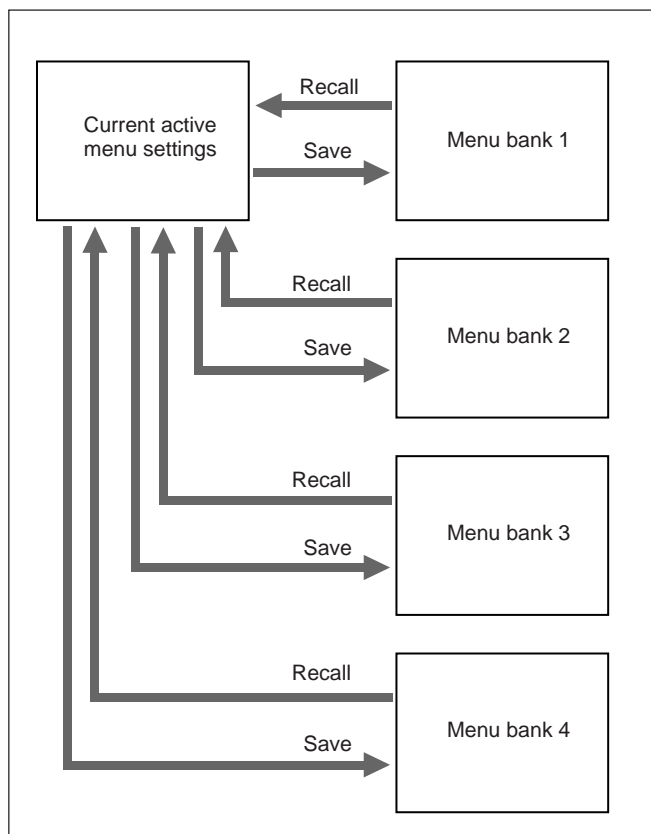 Recall
Current active
menu settings
Save
Menu bank 1
Recall
Save
Menu bank 2
Recall
Save
Menu bank 3
Recall
Save
Menu bank 4